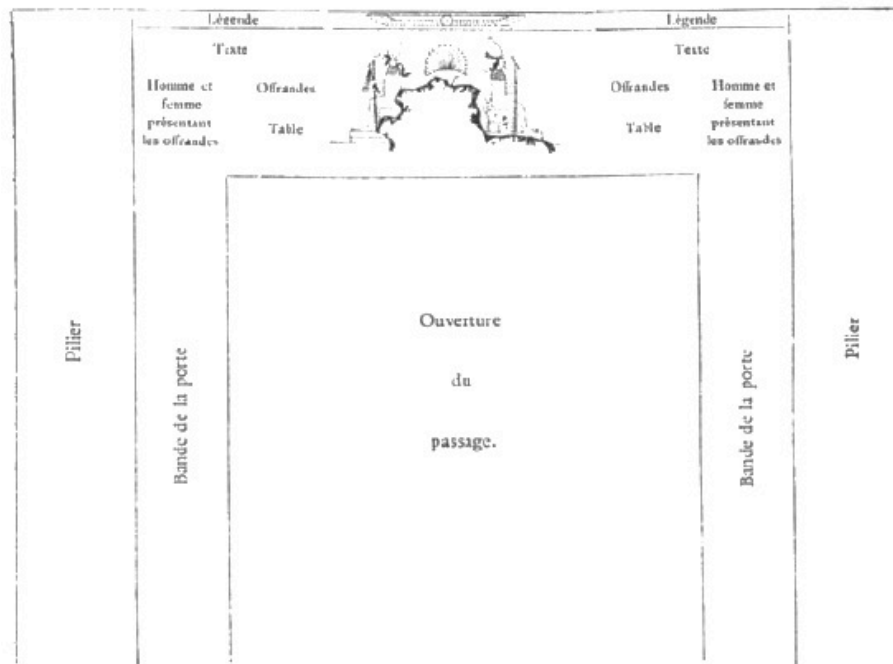 Légende
Ornement
Légende
Texte
Texte
Homme et
femme
présentant
les offrandes
Offrandes
Table
Offrandes
Table
Homme et
femme
présentant
les offrandes
Pilier
Bande de la porte
Ouverture
du
passage.
Bande de la porte
Pilier